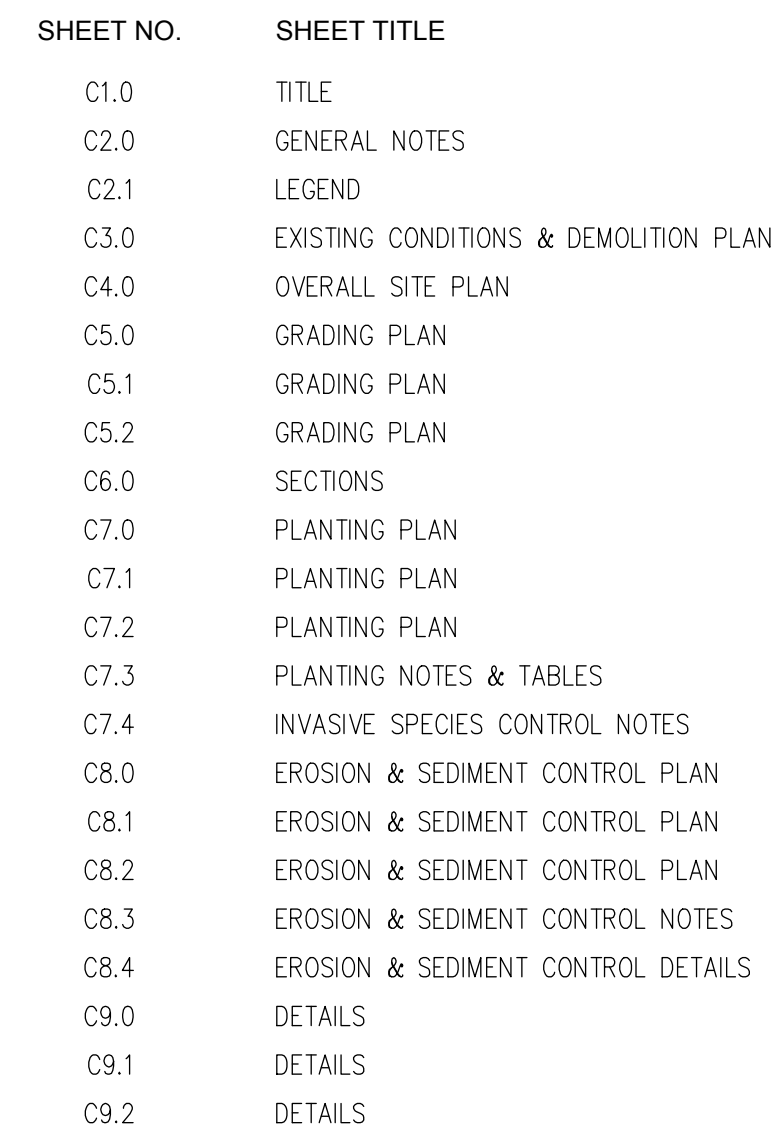 SHEET NO. SHEET TITLE
C1.0 TITLE
C2.0 GENERAL NOTES
C2.1 LEGEND
C3.0 EXISTING CONDITIONS & DEMOLITION PLAN
C4.0 OVERALL SITE PLAN
C5.0 GRADING PLAN
C5.1 GRADING PLAN
C5.2 GRADING PLAN
C6.0 SECTIONS
C7.0 PLANTING PLAN
C7.1 PLANTING PLAN
C7.2 PLANTING PLAN
C7.3 PLANTING NOTES & TABLES
C7.4 INVASIVE SPECIES CONTROL NOTES
C8.0 EROSION & SEDIMENT CONTROL PLAN
C8.1 EROSION & SEDIMENT CONTROL PLAN
C8.2 EROSION & SEDIMENT CONTROL PLAN
C8.3 EROSION & SEDIMENT CONTROL NOTES
C8.4 EROSION & SEDIMENT CONTROL DETAILS
C9.0 DETAILS
C9.1 DETAILS
C9.2 DETAILS